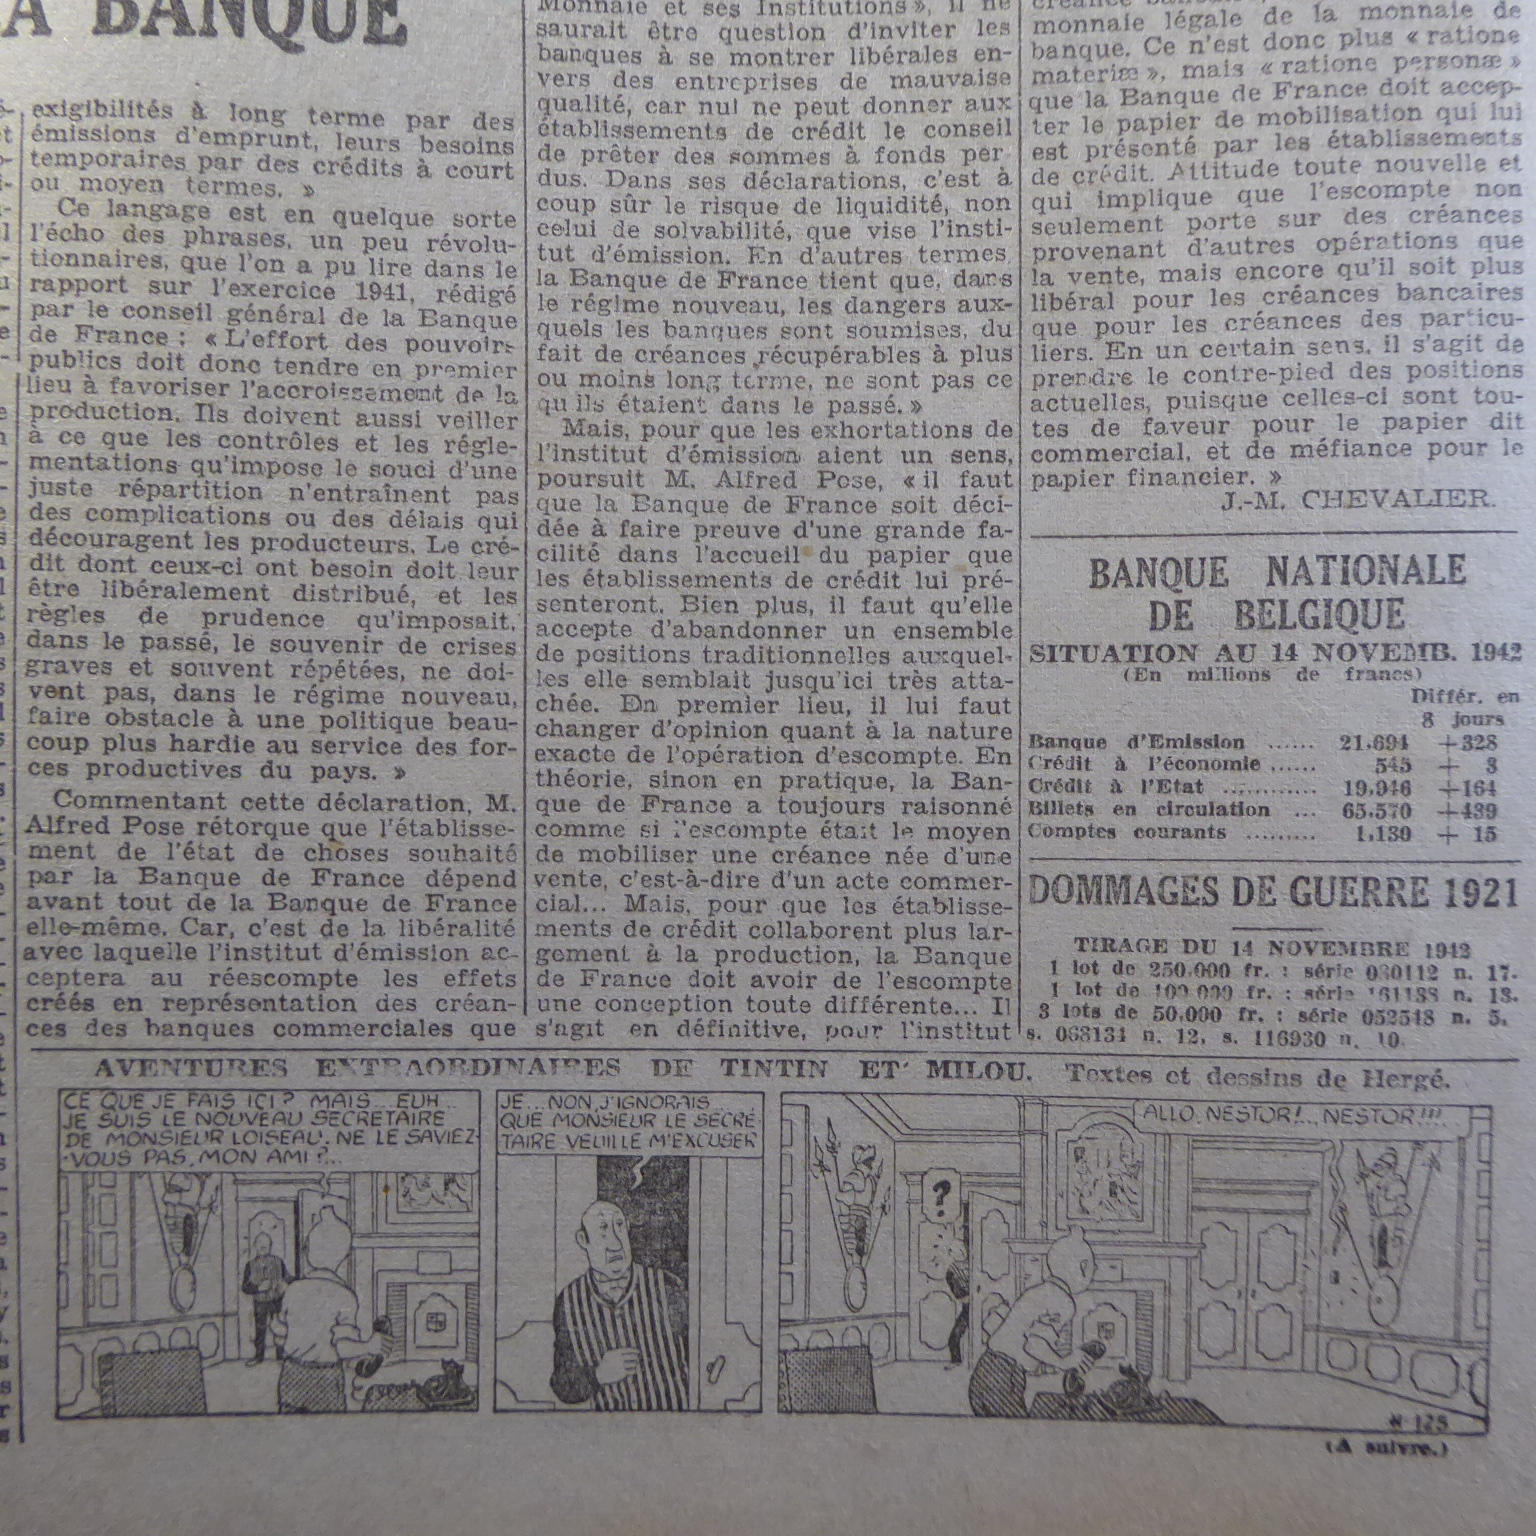 LA BANQUE
exigibilités à long terme par des
émissions d'emprunt, leurs besoins
temporaires par des crédits à court
ou moyen termes. »
Ce langage est en quelque sorte
l'écho des phrases, un peu révolu-
tionnaires, que l'on a pu lire dans le
rapport sur l'exercice 1941, rédigé
par le conseil général de la Banque
de France : « L'effort des pouvoirs
publics doit donc tendre en premier
lieu à favoriser l'accroissement de la
production. Ils doivent aussi veiller
à ce que les contrôles et les régle-
mentations qu'impose le souci d'une
juste répartition n'entraînent pas
des complications ou des délais qui
découragent les producteurs. Le cré-
dit dont ceux-ci ont besoin doit leur
être libéralement distribué, et les
règles de prudence qu'imposait,
dans le passé, le souvenir de crises
graves et souvent répétées, ne doi-
vent pas, dans le régime nouveau,
faire obstacle à une politique beau-
coup plus hardie au service des for-
ces productives du pays. »
Commentant cette déclaration, M.
Alfred Pose rétorque que l'établisse-
ment de l'état de choses souhaité
par la Banque de France dépend
avant tout de la Banque de France
elle-même. Car, c'est de la libéralité
avec laquelle l'institut d'émission ac-
ceptera au réescompte les effets
créés en représentation des créan-
ces des banques commerciales que
Monnaie et ses Institutions », il ne
saurait être question d'inviter les
banques à se montrer libérales en-
vers des entreprises de mauvaise
qualité, car nul ne peut donner aux
établissements de crédit le conseil
de prêter des sommes à fonds per-
dus. Dans ses déclarations, c'est à
coup sûr le risque de liquidité, non
celui de solvabilité, que vise l'insti-
tut d'émission. En d'autres termes
la Banque de France tient que, dans
le régime nouveau, les dangers aux-
quels les banques sont soumises, du
fait de créances récupérables à plus
ou moins long terme, ne sont pas ce
qu'ils étaient dans le passé. »
Mais, pour que les exhortations de
l'institut d'émission aient un sens,
poursuit M. Alfred Pose, « il faut
que la Banque de France soit déci-
dée à faire preuve d'une grande fa-
cilité dans l'accueil du papier que
les établissements de crédit lui pré-
senteront. Bien plus, il faut qu'elle
accepte d'abandonner un ensemble
de positions traditionnelles auxquel-
les elle semblait jusqu'ici très atta-
chée. En premier lieu, il lui faut
changer d'opinion quant à la nature
exacte de l'opération d'escompte. En
théorie, sinon en pratique, la Ban-
que de France a toujours raisonné
comme si l'escompte était le moyen
de mobiliser une créance née d'une
vente, c'est-à-dire d'un acte commer-
cial... Mais, pour que les établisse-
ments de crédit collaborent plus lar-
gement à la production, la Banque
de France doit avoir de l'escompte
une conception toute différente... Il
s'agit en définitive, pour l'institut
monnaie légale de la monnaie de
banque. Ce n'est donc plus « ratione
materiæ », mais « ratione personæ »
que la Banque de France doit accep-
ter le papier de mobilisation qui lui
est présenté par les établissements
de crédit. Attitude toute nouvelle et
qui implique que l'escompte non
seulement porte sur des créances
provenant d'autres opérations que
la vente, mais encore qu'il soit plus
libéral pour les créances bancaires
que pour les créances des particu-
liers. En un certain sens, il s'agit de
prendre le contre-pied des positions
actuelles, puisque celles-ci sont tou-
tes de faveur pour le papier dit
commercial, et de méfiance pour le
papier financier. »
J.-M. CHEVALIER.
BANQUE NATIONALE
DE BELGIQUE
SITUATION AU 14 NOVEMB. 1942
(En millions de francs)
Différ. en
8 jours
Banque d'Emission ...... 21.694 +328
Crédit à l'économie ...... 545 + 3
Crédit à l'Etat ........... 19.946 +164
Billets en circulation ... 65.570 +439
Comptes courants ......... 1.139 + 15
DOMMAGES DE GUERRE 1921
TIRAGE DU 14 NOVEMBRE 1942
1 lot de 250.000 fr. : série 080112 n. 17.
1 lot de 100.000 fr. : série 161138 n. 13.
3 lots de 50.000 fr. : série 052548 n. 5.
s. 068134 n. 12, s. 116930 n. 10.
AVENTURES EXTRAORDINAIRES DE TINTIN ET MILOU. Textes et dessins de Hergé.
CE QUE JE FAIS ICI ? MAIS... EUH...
JE SUIS LE NOUVEAU SECRETAIRE
DE MONSIEUR LOISEAU. NE LE SAVIEZ-
-VOUS PAS, MON AMI ?...
JE... NON, J'IGNORAIS...
QUE MONSIEUR LE SECRÉ-
TAIRE VEUILLE M'EXCUSER
ALLO, NESTOR !... NESTOR !!!...
?
N 125
(A suivre.)